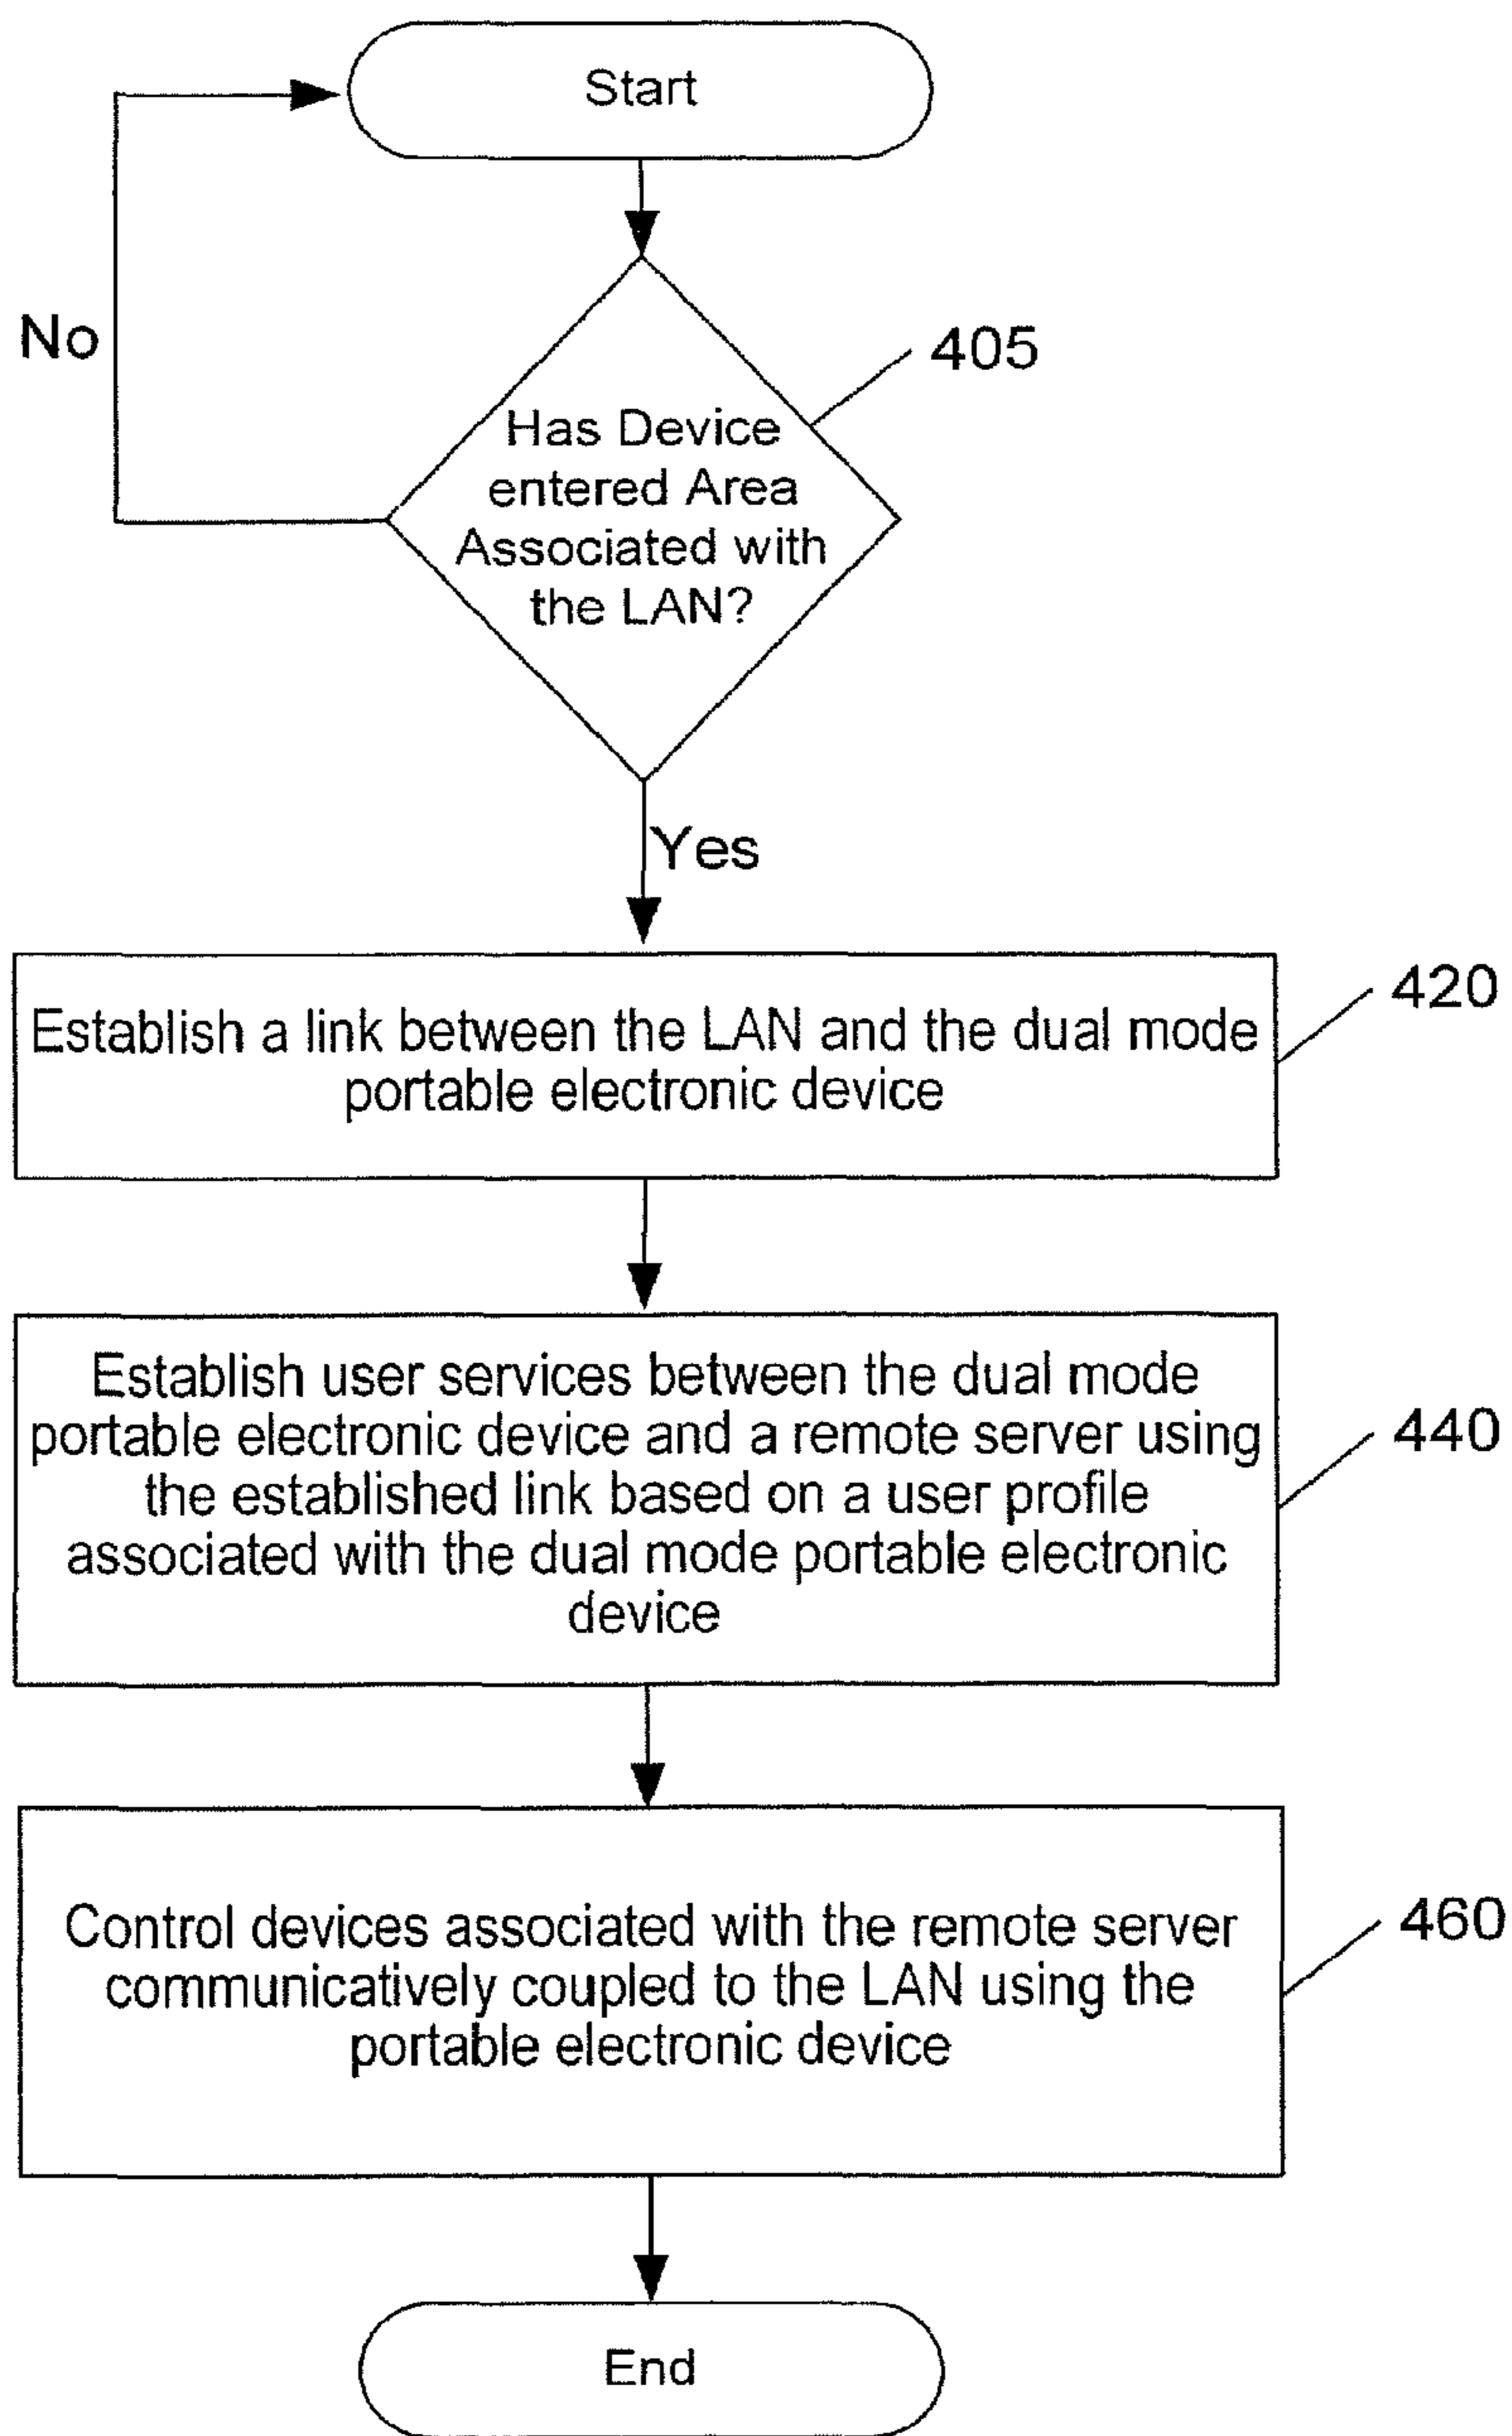 Start
No
405
Has Device
entered Area
Associated with
the LAN?
Yes
420
Establish a link between the LAN and the dual mode
portable electronic device
Establish user services between the dual mode
portable electronic device and a remote server using
the established link based on a user profile
associated with the dual mode portable electronic
device
440
Control devices associated with the remote server
communicatively coupled to the LAN using the
portable electronic device
460
End